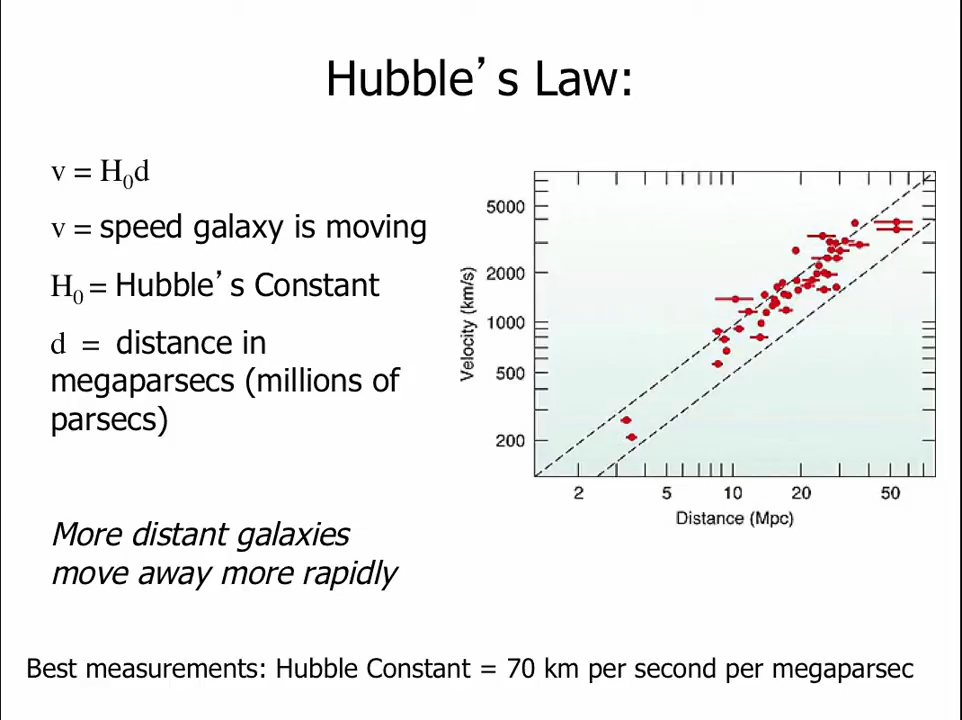 Hubble’s Law:
v = H₀d
v = speed galaxy is moving
H₀ = Hubble’s Constant
d = distance in
megaparsecs (millions of
parsecs)
More distant galaxies
move away more rapidly
5000
2000
1000
500
200
Velocity (km/s)
2 5 10 20 50
Distance (Mpc)
Best measurements: Hubble Constant = 70 km per second per megaparsec